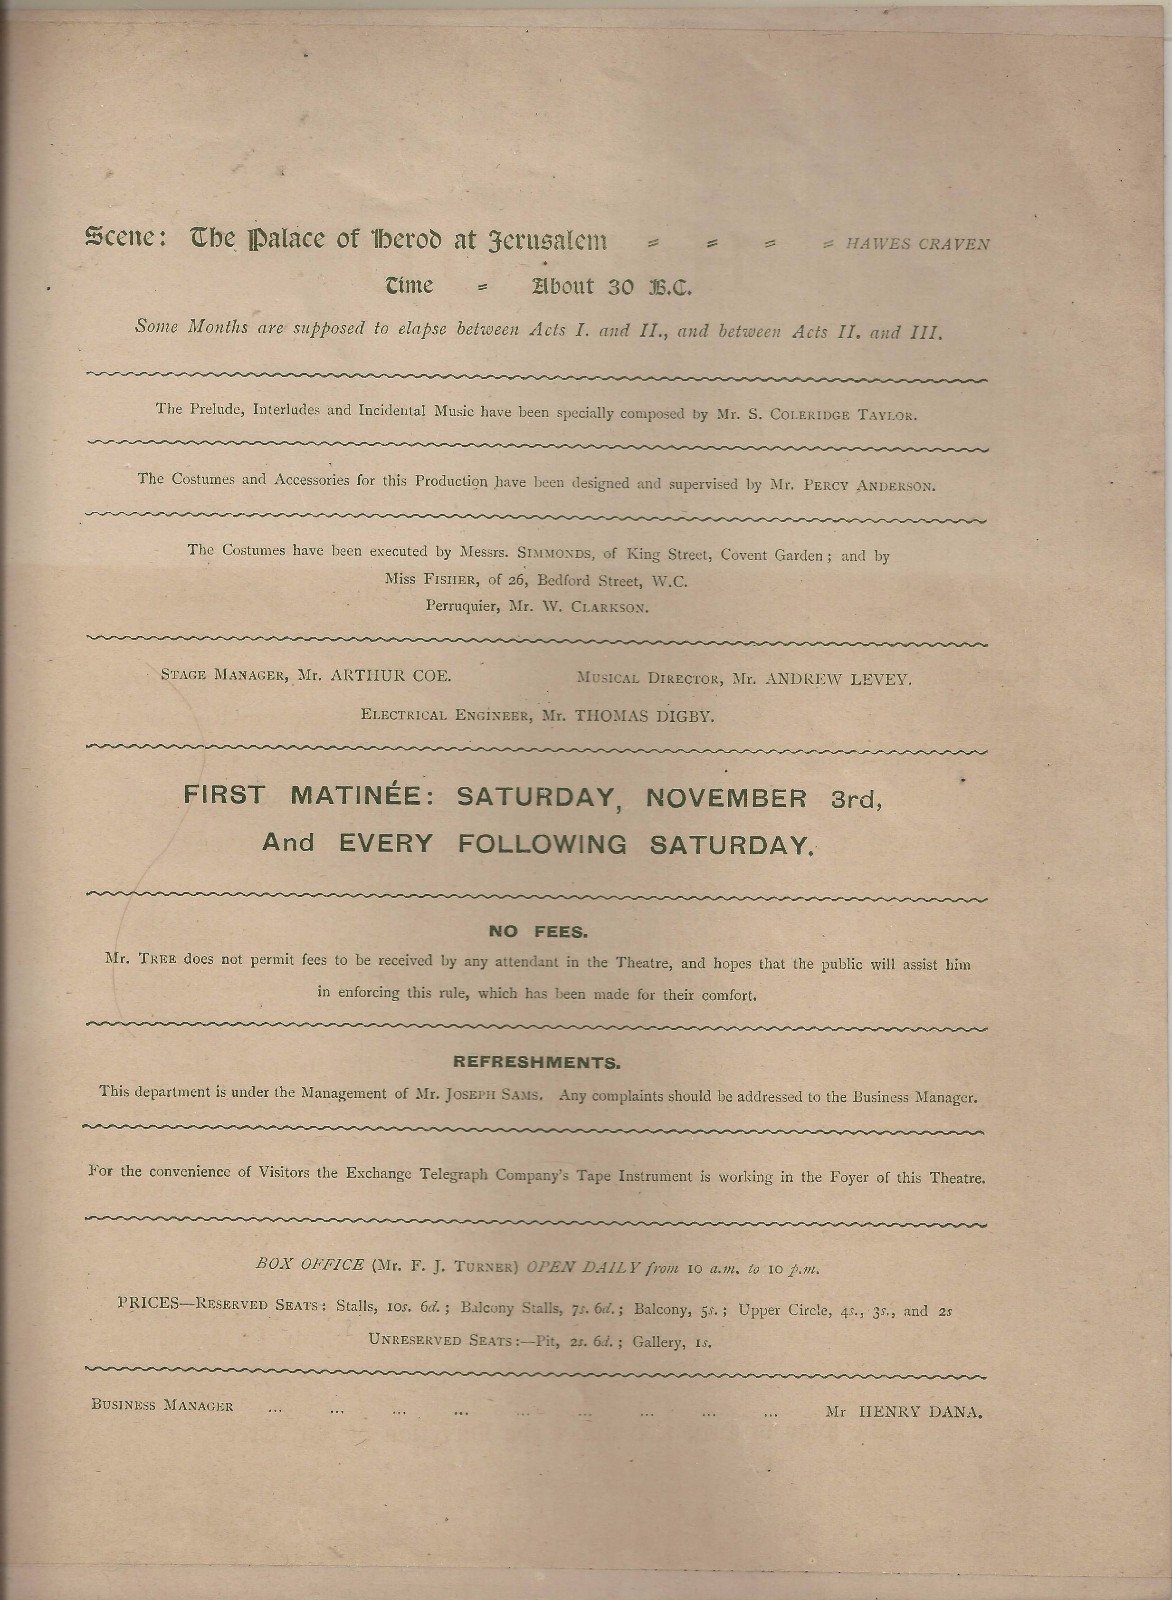 Scene: The Palace of Herod at Jerusalem = = = = HAWES CRAVEN
Time = About 30 B.C.
Some Months are supposed to elapse between Acts I. and II., and between Acts II. and III.
The Prelude, Interludes and Incidental Music have been specially composed by Mr. S. COLERIDGE TAYLOR.
The Costumes and Accessories for this Production have been designed and supervised by Mr. PERCY ANDERSON.
The Costumes have been executed by Messrs. SIMMONDS, of King Street, Covent Garden; and by
Miss FISHER, of 26, Bedford Street, W.C.
Perruquier, Mr. W. CLARKSON.
STAGE MANAGER, Mr. ARTHUR COE. MUSICAL DIRECTOR, Mr. ANDREW LEVEY.
ELECTRICAL ENGINEER, Mr. THOMAS DIGBY.
FIRST MATINÉE: SATURDAY, NOVEMBER 3rd,
And EVERY FOLLOWING SATURDAY.
NO FEES.
Mr. TREE does not permit fees to be received by any attendant in the Theatre, and hopes that the public will assist him
in enforcing this rule, which has been made for their comfort.
REFRESHMENTS.
This department is under the Management of Mr. JOSEPH SAMS. Any complaints should be addressed to the Business Manager.
For the convenience of Visitors the Exchange Telegraph Company's Tape Instrument is working in the Foyer of this Theatre.
BOX OFFICE (Mr. F. J. TURNER) OPEN DAILY from 10 a.m. to 10 p.m.
PRICES—RESERVED SEATS: Stalls, 10s. 6d.; Balcony Stalls, 7s. 6d.; Balcony, 5s.; Upper Circle, 4s., 3s., and 2s
UNRESERVED SEATS:—Pit, 2s. 6d.; Gallery, 1s.
BUSINESS MANAGER ... ... ... ... ... ... ... ... ... Mr HENRY DANA.